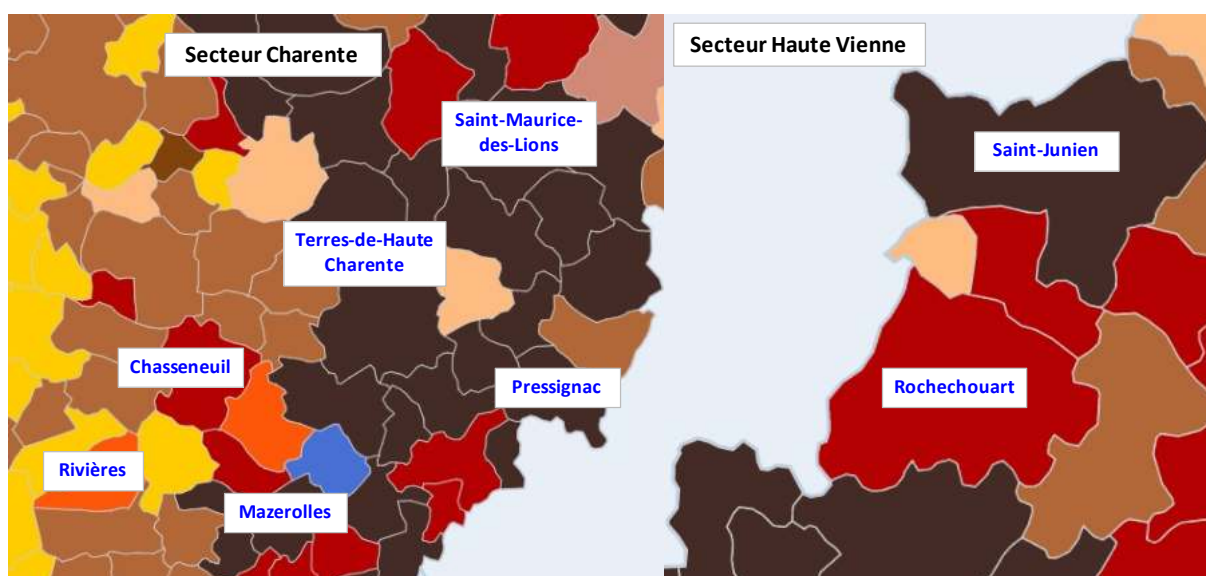 Secteur Charente
Saint-Maurice-
des-Lions
Terres-de-Haute
Charente
Chasseneuil
Pressignac
Rivières
Mazerolles
Secteur Haute Vienne
Saint-Junien
Rochechouart